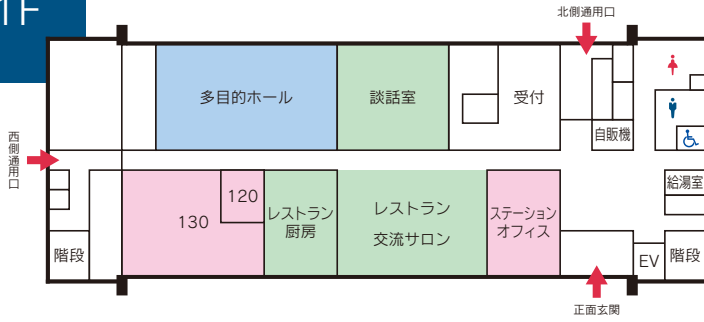 1F
北側通用口
多目的ホール
談話室
受付
自販機
西側通用口
給湯室
130
120
レストラン
厨房
レストラン
交流サロン
ステーション
オフィス
階段
EV
階段
正面玄関